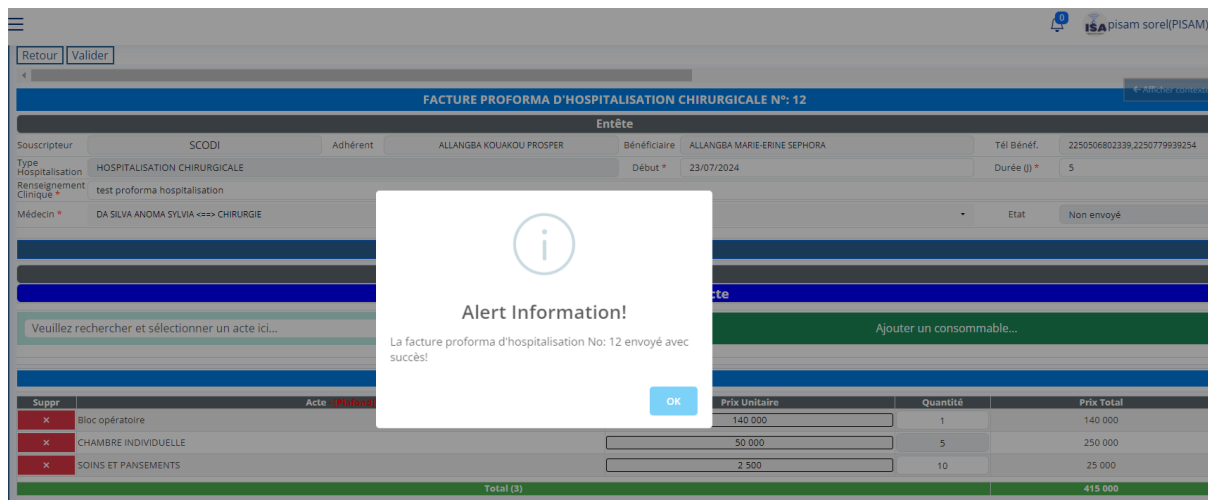 0
ISA pisam sorel(PISAM)
Retour Valider
← Afficher contexte
FACTURE PROFORMA D'HOSPITALISATION CHIRURGICALE N°: 12
Entête
Souscripteur SCODI Adhérent ALLANGBA KOUAKOU PROSPER Bénéficiaire ALLANGBA MARIE-ERINE SEPHORA Tél Bénéf. 2250506802339,2250779939254
Type Hospitalisation HOSPITALISATION CHIRURGICALE Début * 23/07/2024 Durée (J) * 5
Renseignement Clinique * test proforma hospitalisation
Médecin * DA SILVA ANOMA SYLVIA <==> CHIRURGIE Etat Non envoyé
cte
Veuillez rechercher et sélectionner un acte ici... Ajouter un consommable...
Alert Information!
La facture proforma d'hospitalisation No: 12 envoyé avec
succès!
OK
Suppr Acte Prix Unitaire Quantité Prix Total
× Bloc opératoire 140 000 1 140 000
× CHAMBRE INDIVIDUELLE 50 000 5 250 000
× SOINS ET PANSEMENTS 2 500 10 25 000
Total (3) 415 000